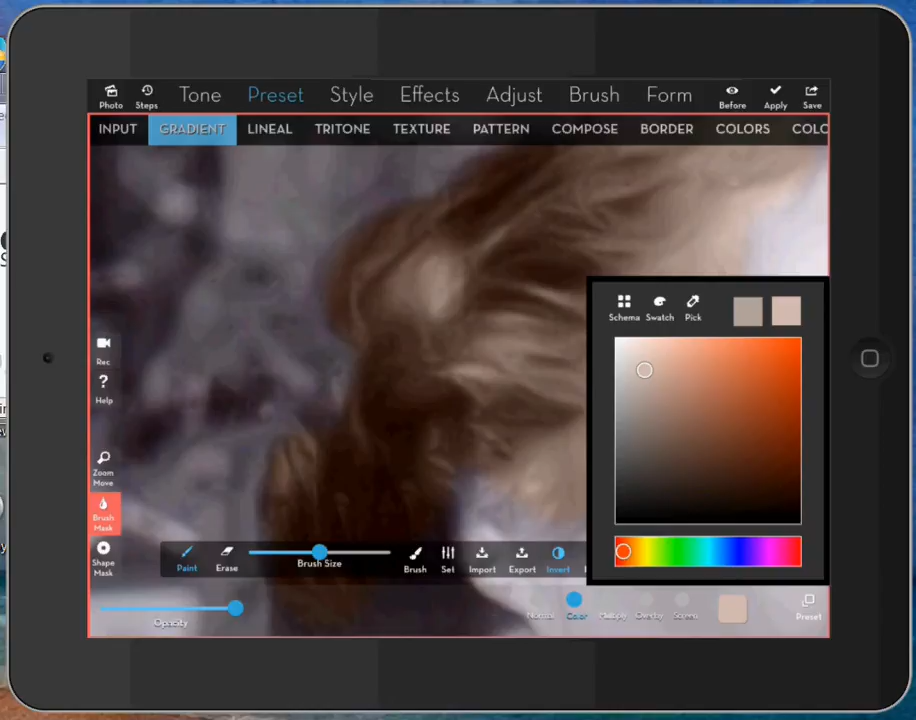 Photo Steps Tone Preset Style Effects Adjust Brush Form Before Apply Save
INPUT GRADIENT LINEAL TRITONE TEXTURE PATTERN COMPOSE BORDER COLORS COLO
Schema Swatch Pick
Rec
Help
Zoom
Move
Brush
Mask
Shape
Mask
Paint Erase Brush Size Brush Set Import Export Invert
Opacity
Normal Color Multiply Overlay Screen Preset